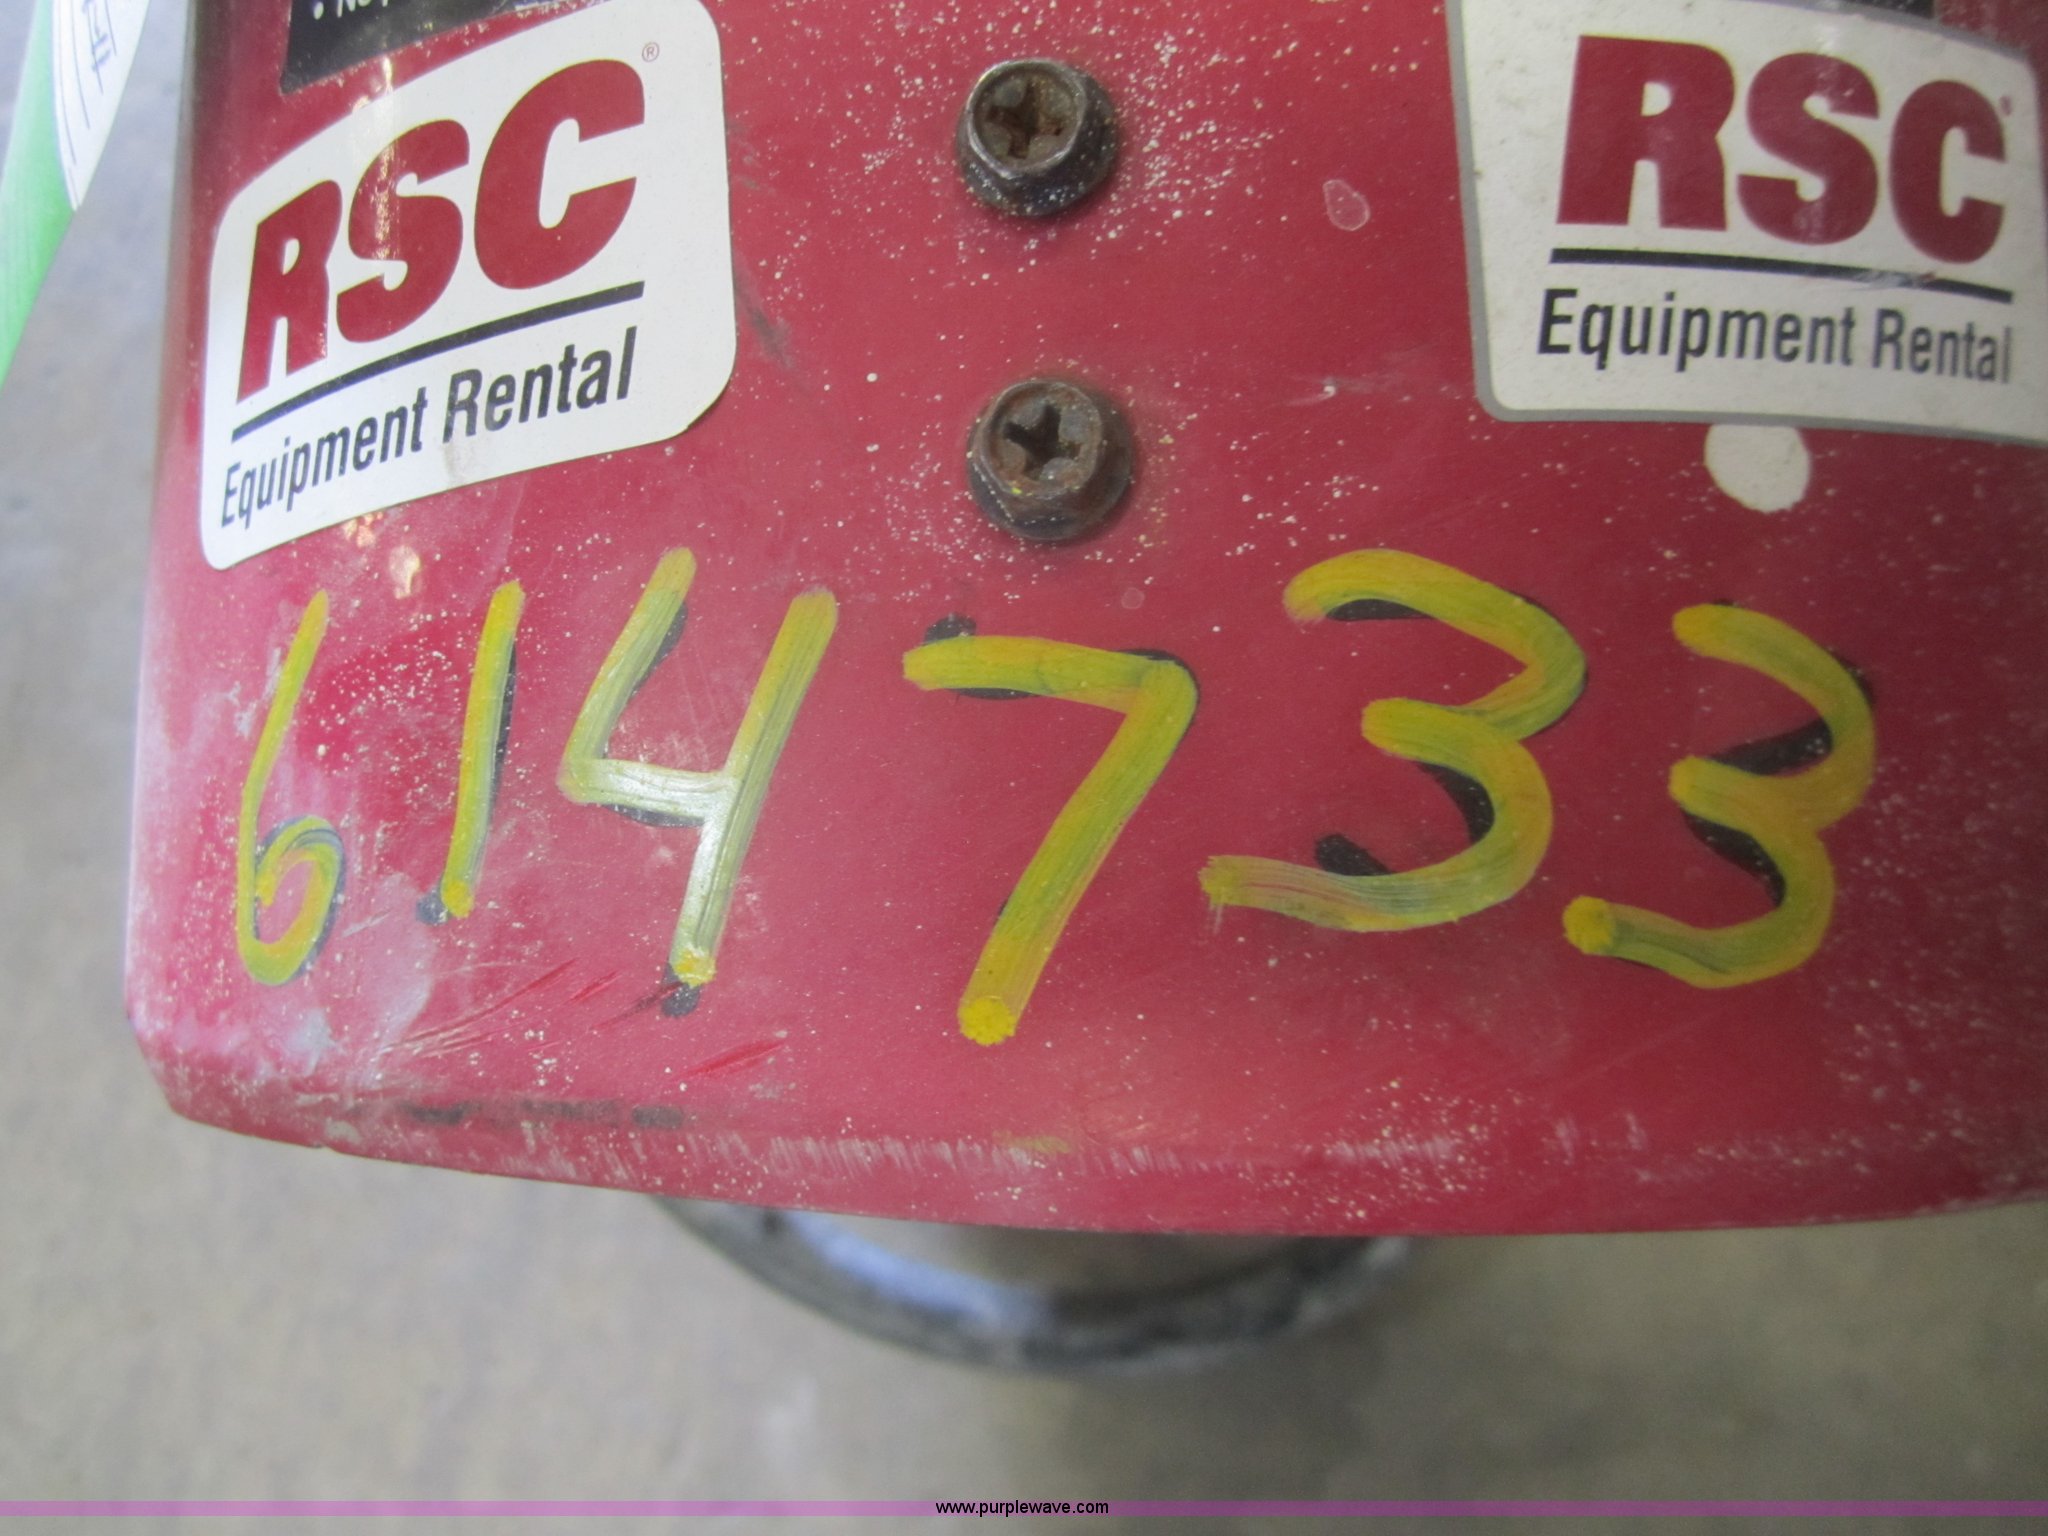 RSC®
Equipment Rental
RSC
Equipment Rental
614733
www.purplewave.com